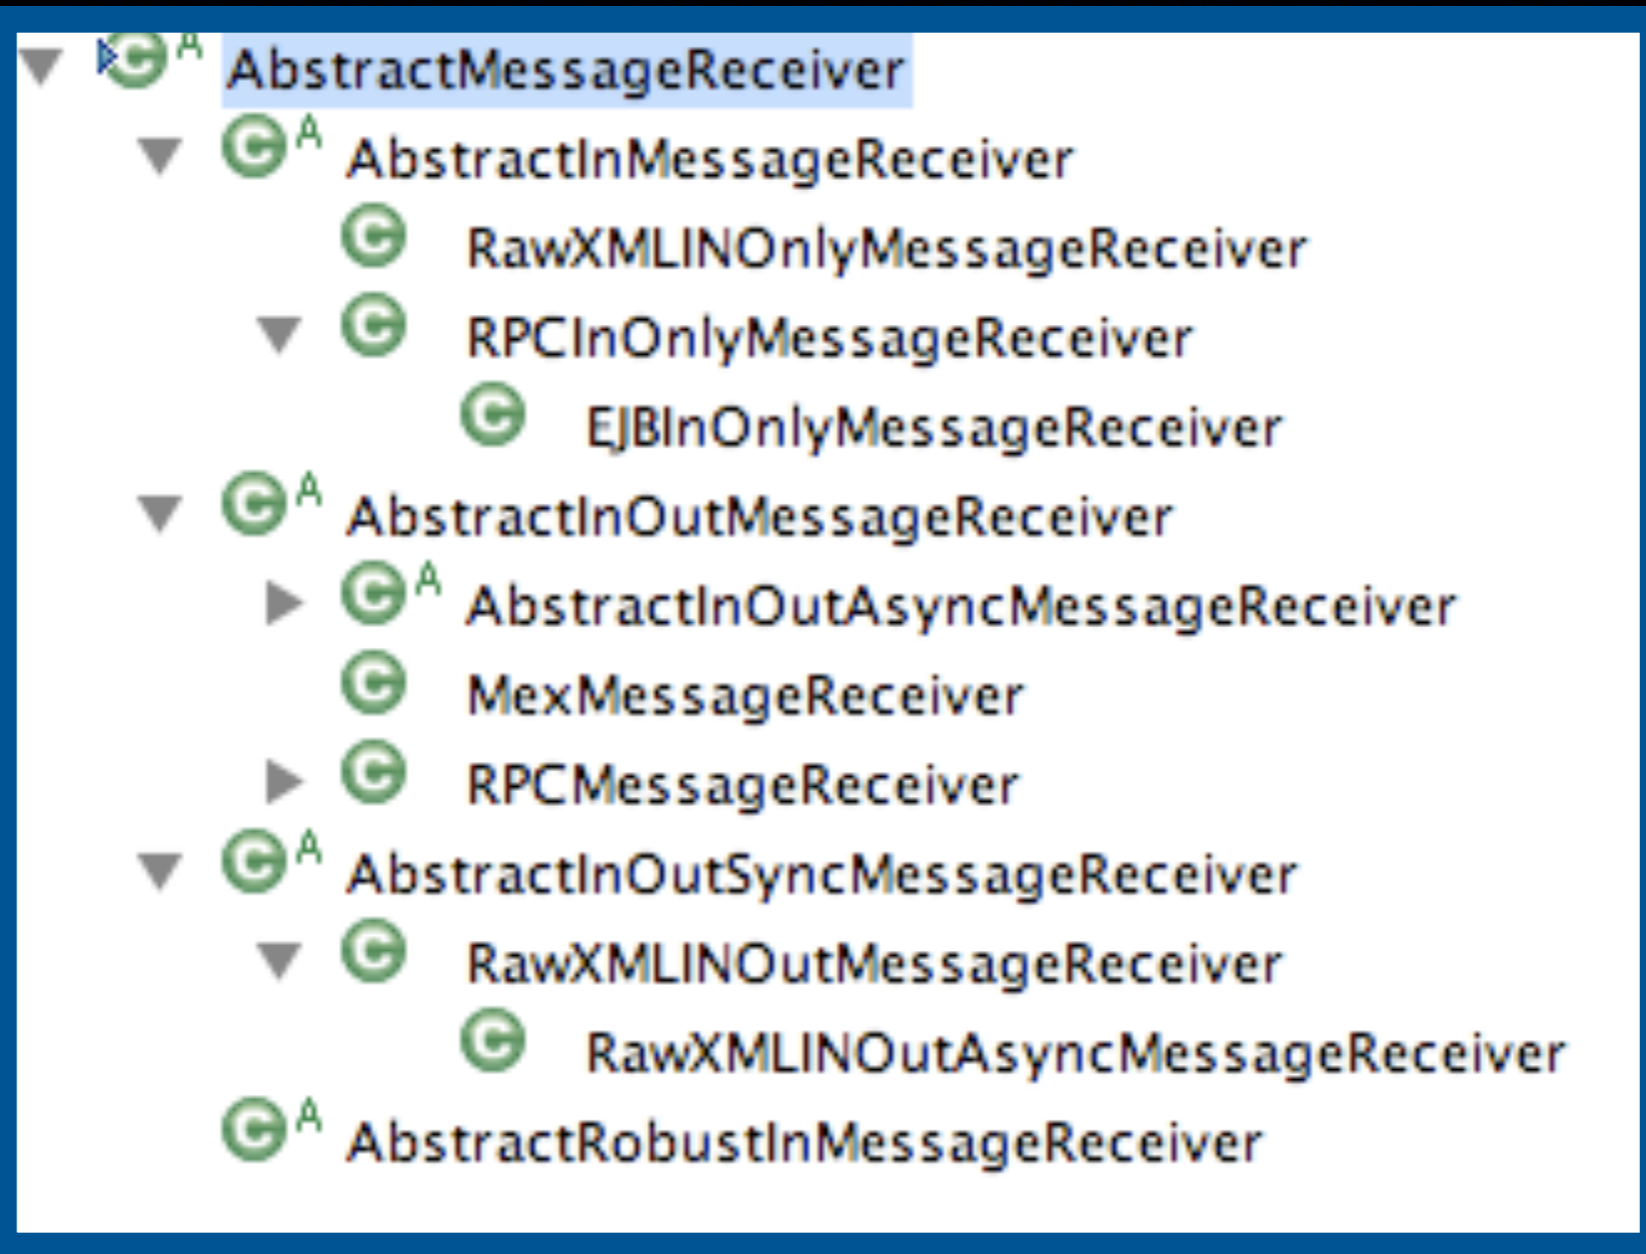 AbstractMessageReceiver
AbstractInMessageReceiver
RawXMLINOnlyMessageReceiver
RPCInOnlyMessageReceiver
EJBInOnlyMessageReceiver
AbstractInOutMessageReceiver
AbstractInOutAsyncMessageReceiver
MexMessageReceiver
RPCMessageReceiver
AbstractInOutSyncMessageReceiver
RawXMLINOutMessageReceiver
RawXMLINOutAsyncMessageReceiver
AbstractRobustInMessageReceiver